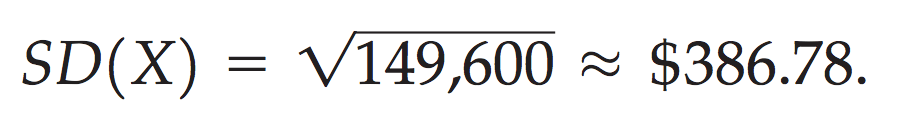 SD(X) = √149,600 ≈ $386.78.